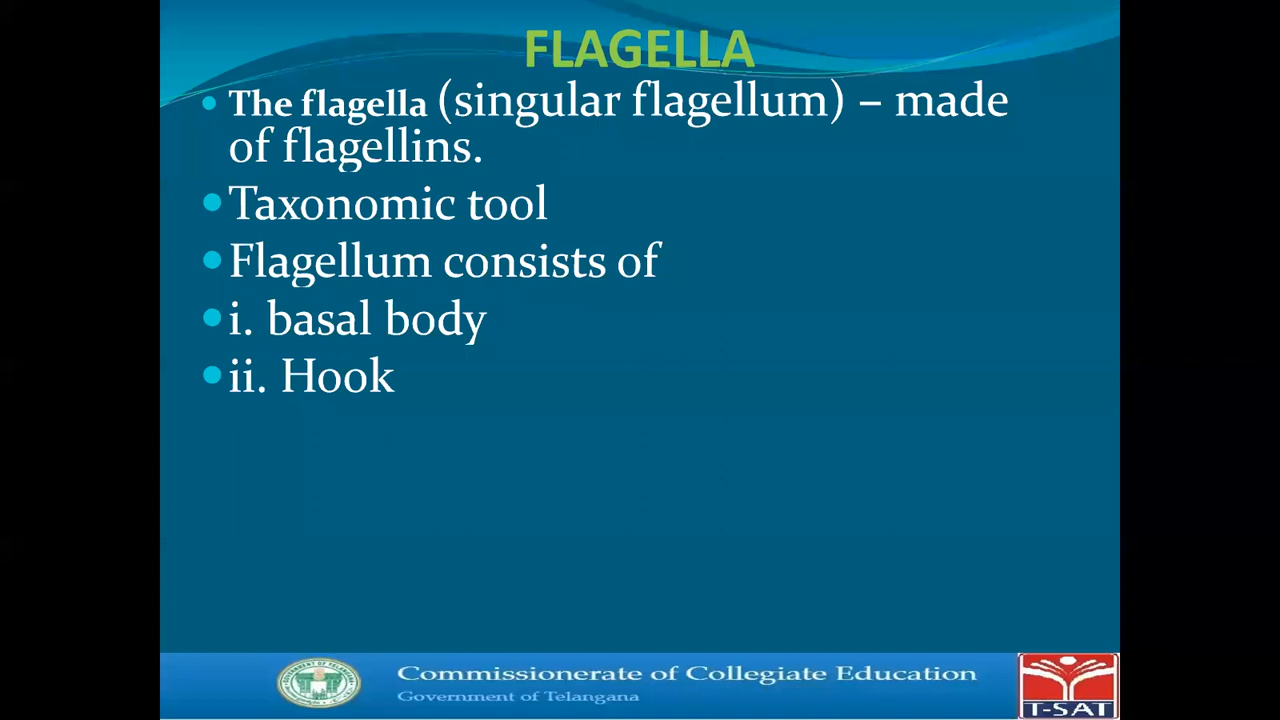 FLAGELLA
• The flagella (singular flagellum) – made
of flagellins.
• Taxonomic tool
• Flagellum consists of
• i. basal body
• ii. Hook
Commissionerate of Collegiate Education
Government of Telangana
T-SAT